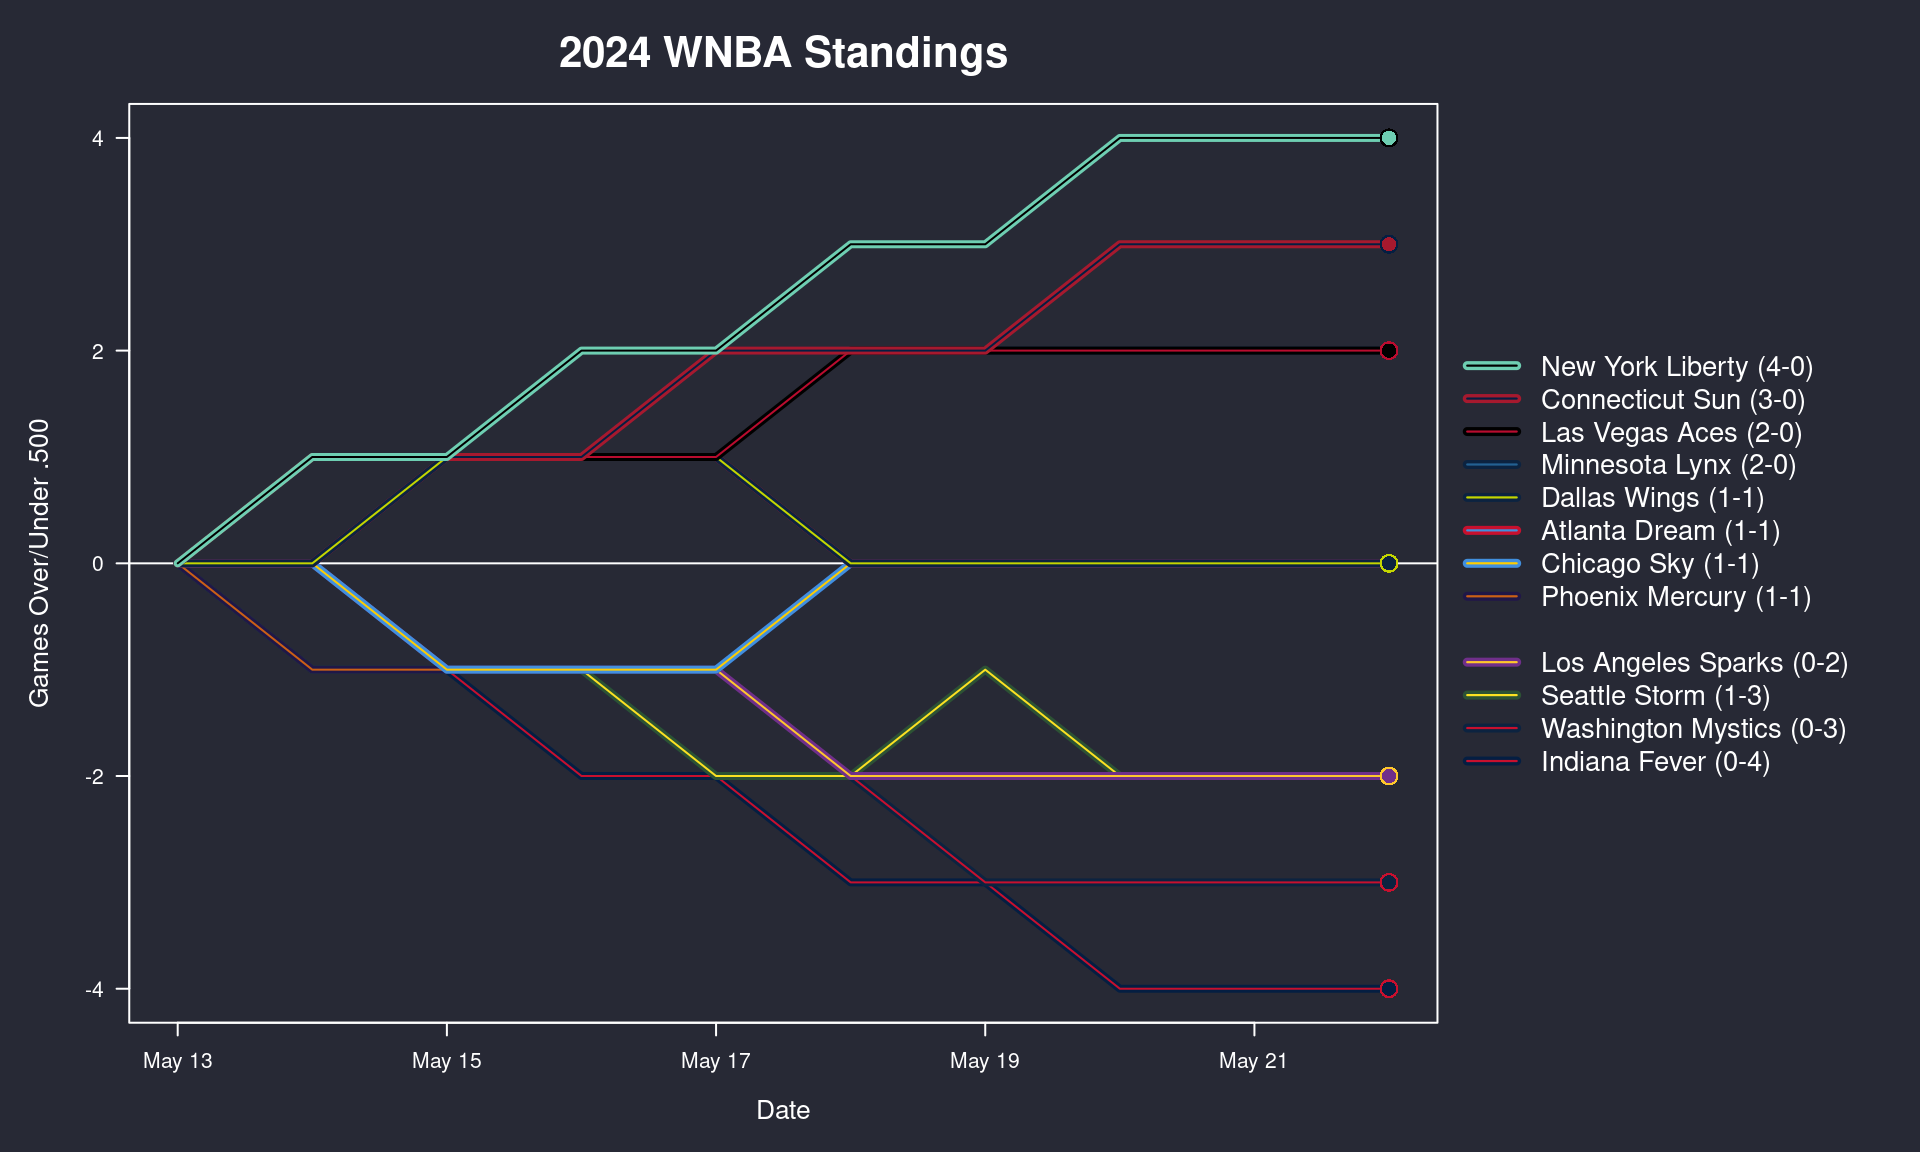 2024 WNBA Standings
Games Over/Under .500
4
2
0
-2
-4
May 13
May 15
May 17
May 19
May 21
Date
New York Liberty (4-0)
Connecticut Sun (3-0)
Las Vegas Aces (2-0)
Minnesota Lynx (2-0)
Dallas Wings (1-1)
Atlanta Dream (1-1)
Chicago Sky (1-1)
Phoenix Mercury (1-1)
Los Angeles Sparks (0-2)
Seattle Storm (1-3)
Washington Mystics (0-3)
Indiana Fever (0-4)